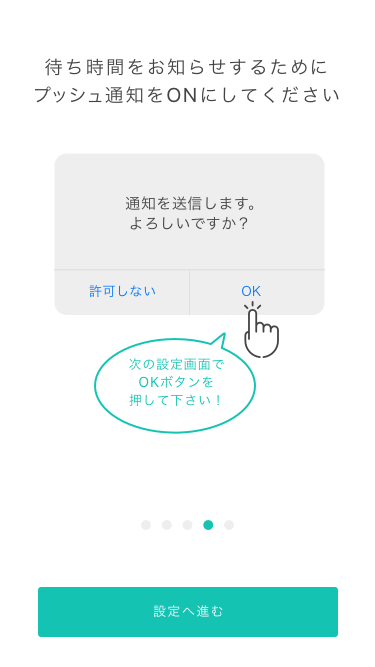 待ち時間をお知らせするために
プッシュ通知をONにしてください
通知を送信します。
よろしいですか？
許可しない
OK
次の設定画面で
OKボタンを
押して下さい！
設定へ進む